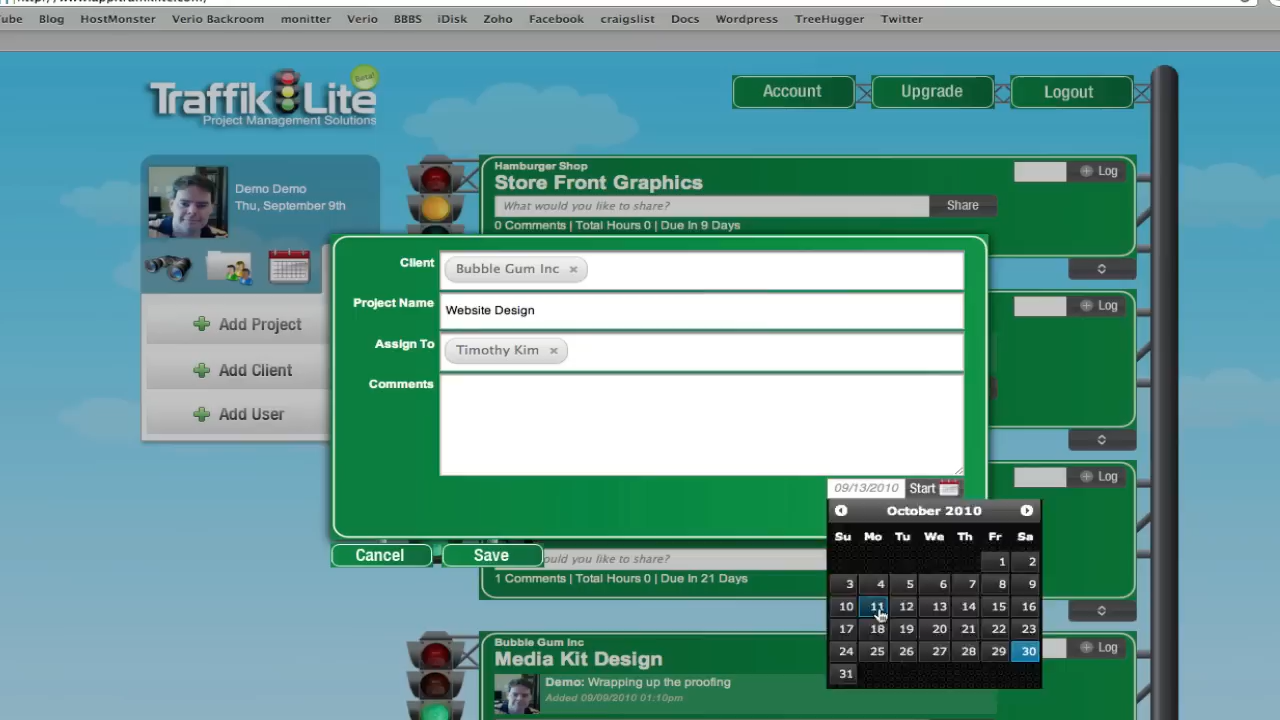 Blog HostMonster Verio Backroom monitter Verio BBBS iDisk Zoho Facebook craigslist Docs Wordpress TreeHugger Twitter
Traffik Lite
Beta!
Project Management Solutions
Account
Upgrade
Logout
Demo Demo
Thu, September 9th
Add Project
Add Client
Add User
Hamburger Shop
Store Front Graphics
What would you like to share?
Share
0 Comments | Total Hours 0 | Due In 9 Days
Log
Client
Bubble Gum Inc ×
Project Name
Website Design
Assign To
Timothy Kim ×
Comments
Log
Log
09/13/2010 Start
October 2010
Su Mo Tu We Th Fr Sa
1 2
3 4 5 6 7 8 9
10 11 12 13 14 15 16
17 18 19 20 21 22 23
24 25 26 27 28 29 30
31
Cancel
Save
would you like to share?
1 Comments | Total Hours 0 | Due In 21 Days
Bubble Gum Inc
Media Kit Design
Log
Demo: Wrapping up the proofing
Added 09/09/2010 01:10pm